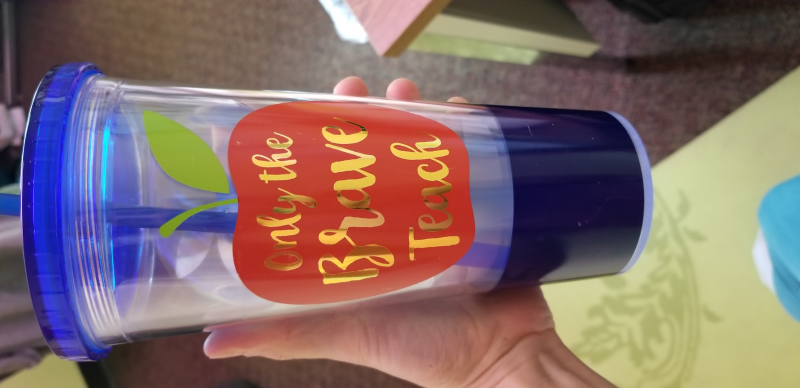 only the
Brave
Teach